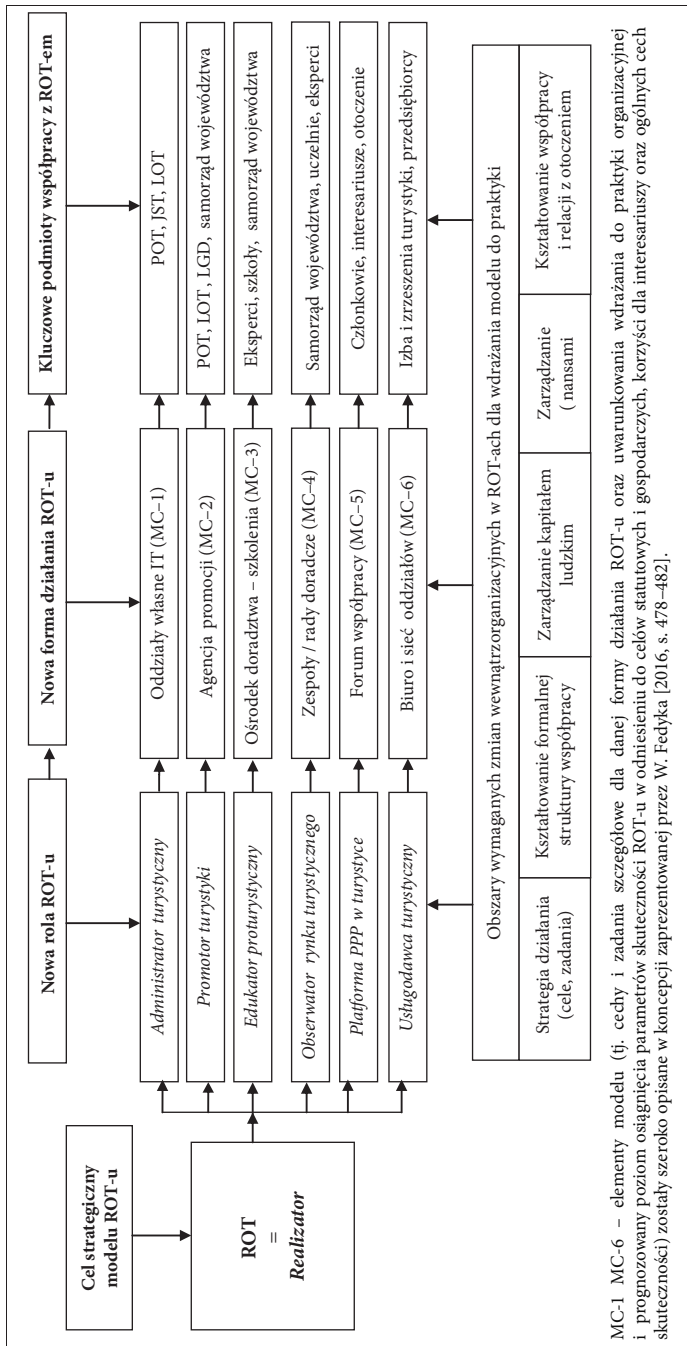 Cel strategiczny
modelu ROT-u
ROT
=
Realizator
Nowa rola ROT-u
Administrator turystyczny
Promotor turystyki
Edukator proturystyczny
Obserwator rynku turystycznego
Platforma PPP w turystyce
Usługodawca turystyczny
Nowa forma działania ROT-u
Oddziały własne IT (MC–1)
Agencja promocji (MC–2)
Ośrodek doradztwa – szkolenia (MC–3)
Zespoły / rady doradcze (MC–4)
Forum współpracy (MC–5)
Biuro i sieć oddziałów (MC–6)
Kluczowe podmioty współpracy z ROT-em
POT, JST, LOT
POT, LOT, LGD, samorząd województwa
Eksperci, szkoły, samorząd województwa
Samorząd województwa, uczelnie, eksperci
Członkowie, interesariusze, otoczenie
Izba i zrzeszenia turystyki, przedsiębiorcy
Obszary wymaganych zmian wewnątrzorganizacyjnych w ROT-ach dla wdrażania modelu do praktyki
Strategia działania
(cele, zadania)
Kształtowanie formalnej
struktury współpracy
Zarządzanie kapitałem
ludzkim
Zarządzanie
( nansami
Kształtowanie współpracy
i relacji z otoczeniem
MC-1 MC-6 – elementy modelu (tj. cechy i zadania szczegółowe dla danej formy działania ROT-u oraz uwarunkowania wdrażania do praktyki organizacyjnej
i prognozowany poziom osiągnięcia parametrów skuteczności ROT-u w odniesieniu do celów statutowych i gospodarczych, korzyści dla interesariuszy oraz ogólnych cech
skuteczności) zostały szeroko opisane w koncepcji zaprezentowanej przez W. Fedyka [2016, s. 478–482].